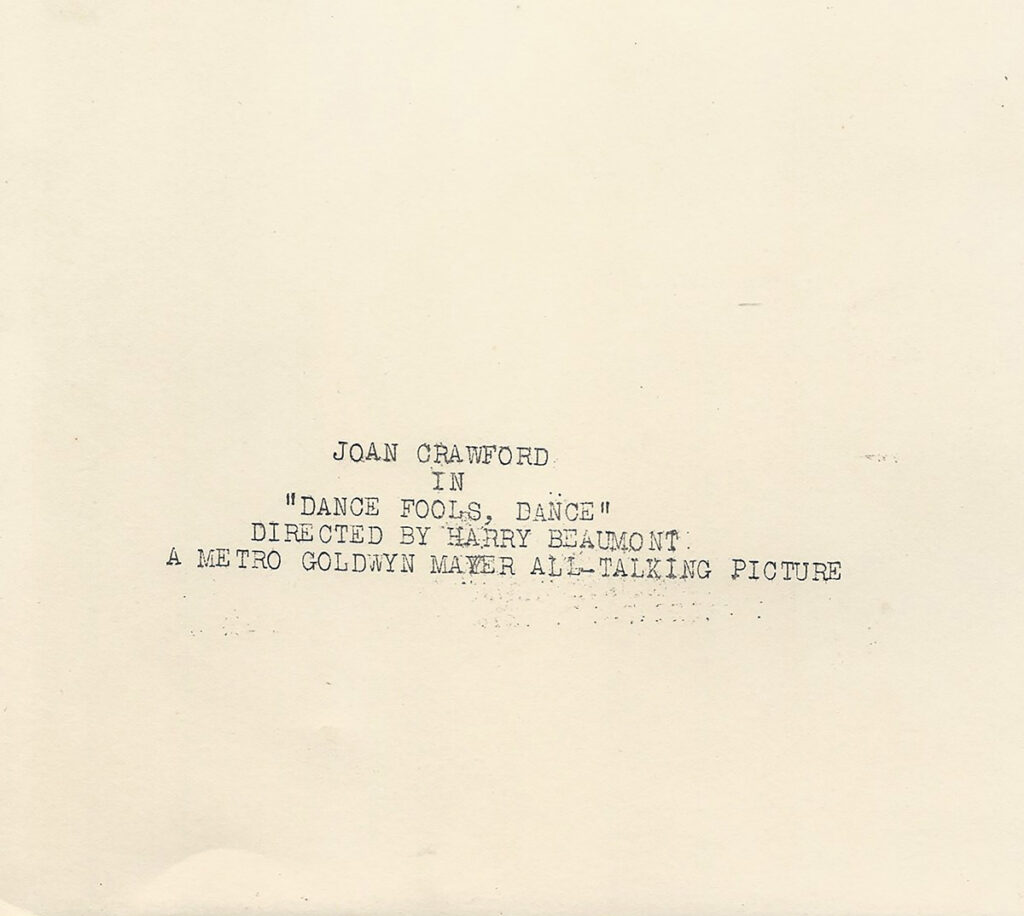 JOAN CRAWFORD
IN
"DANCE FOOLS, DANCE"
DIRECTED BY HARRY BEAUMONT
A METRO GOLDWYN MAYER ALL-TALKING PICTURE